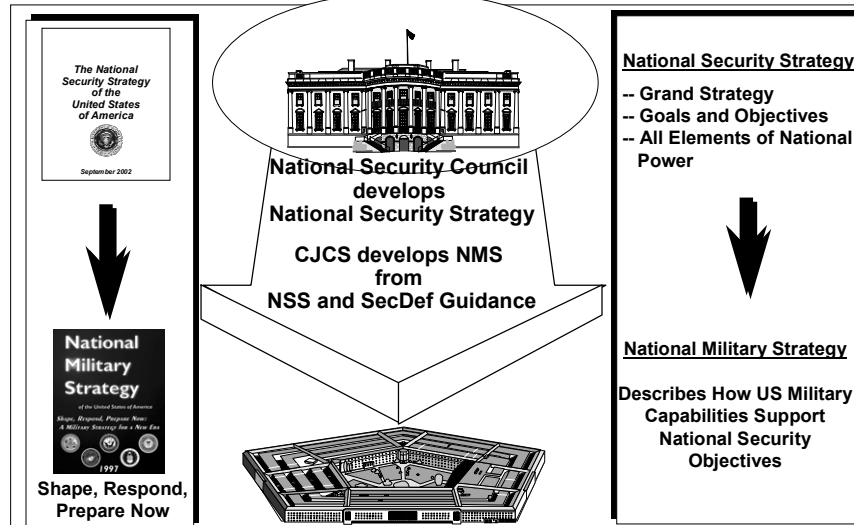 The National
Security Strategy
of the
United States
of America
September 2002
National
Military
Strategy
of the United States of America
Shape, Respond, Prepare Now:
A Military Strategy for a New Era
1997
Shape, Respond,
Prepare Now
National Security Council
develops
National Security Strategy
CJCS develops NMS
from
NSS and SecDef Guidance
National Security Strategy
-- Grand Strategy
-- Goals and Objectives
-- All Elements of National
Power
National Military Strategy
Describes How US Military
Capabilities Support
National Security
Objectives